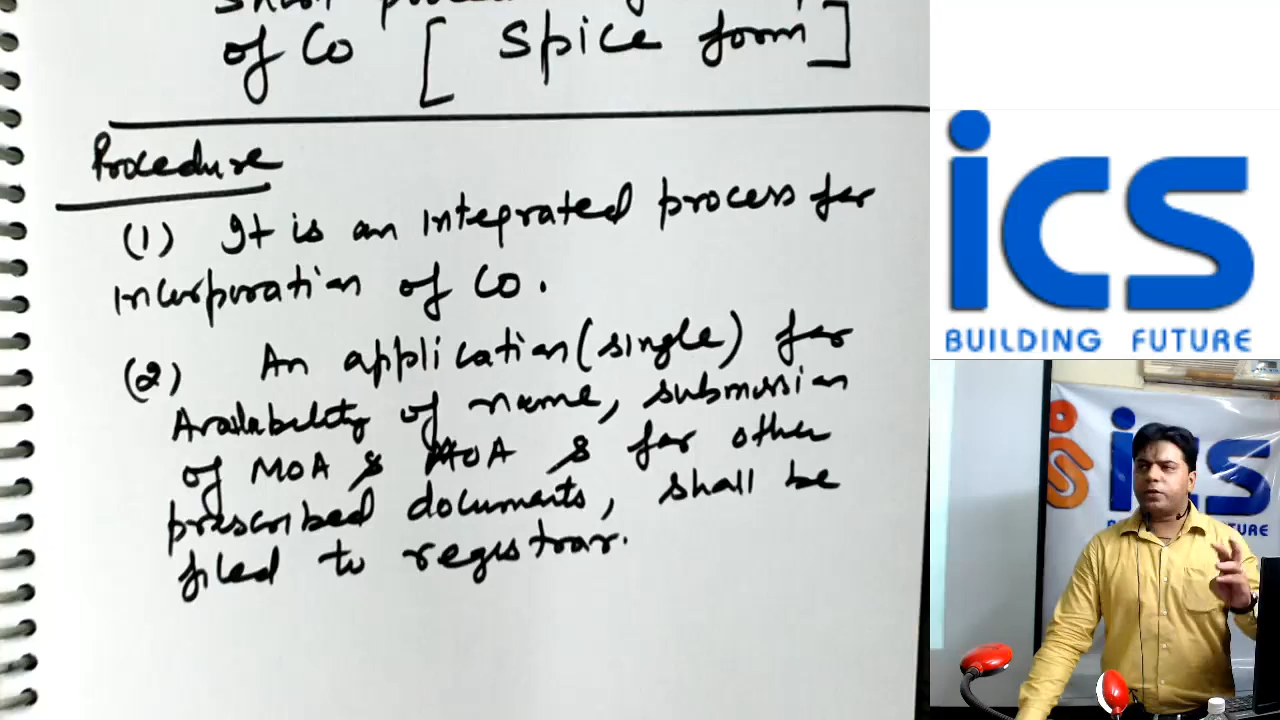 of Co [ Spice form ]
Procedure
(1) It is an integrated process for
incorporation of Co.
(2) An application (single) for
Availability of name, submission
of MOA & AOA & for other
prescribed documents, shall be
filed to registrar.
iCS
BUILDING FUTURE
iCS
FUTURE